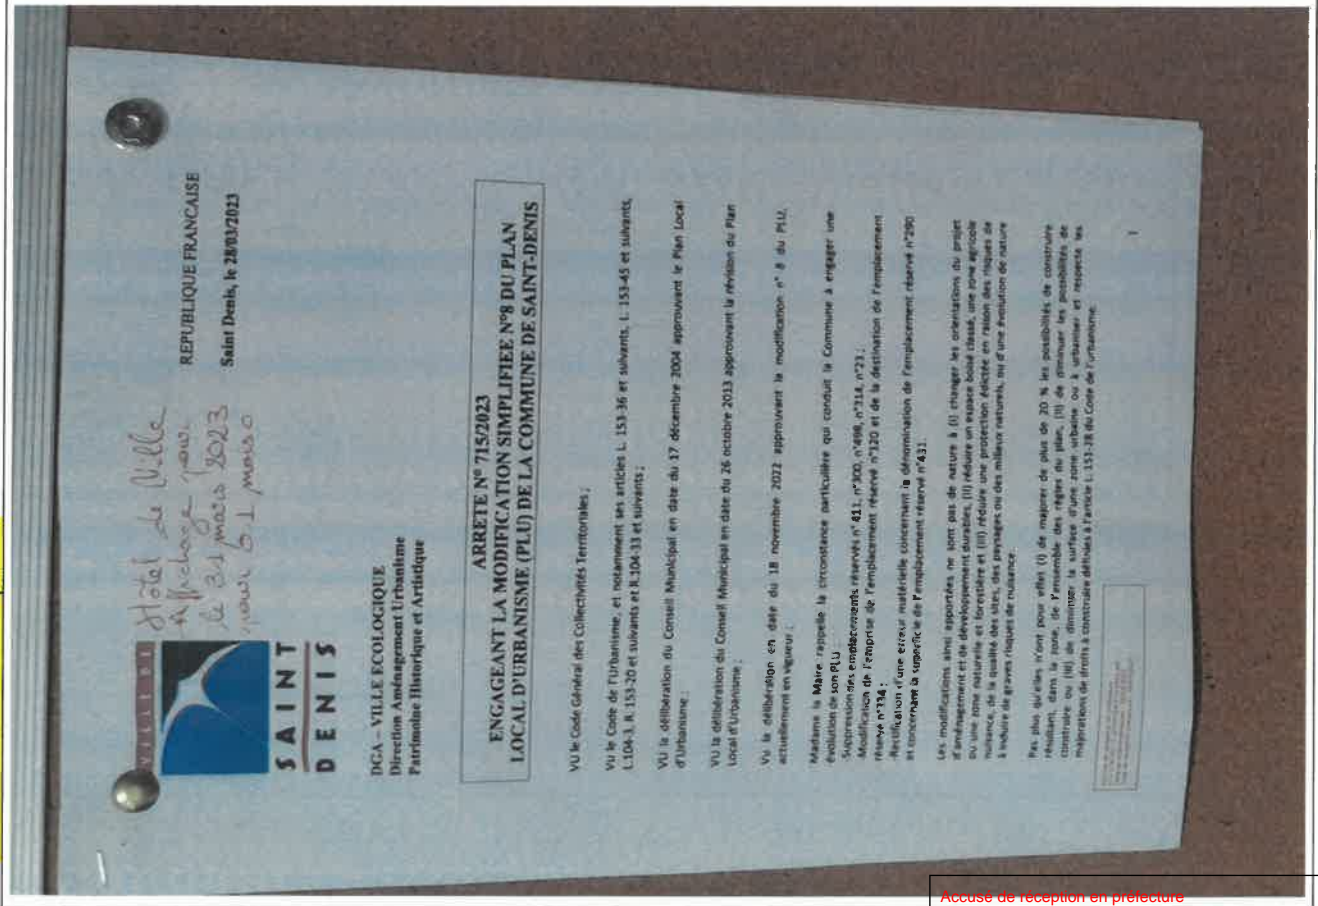 VILLE DE
SAINT
DENIS
Hôtel de Ville
Affichage pour
le 31 mars 2023
pour 1 mois
REPUBLIQUE FRANCAISE
Saint Denis, le 28/03/2023
DGA – VILLE ECOLOGIQUE
Direction Aménagement Urbanisme
Patrimoine Historique et Artistique
ARRETE Nº 715/2023
ENGAGEANT LA MODIFICATION SIMPLIFIEE Nº8 DU PLAN
LOCAL D'URBANISME (PLU) DE LA COMMUNE DE SAINT-DENIS
VU le Code Général des Collectivités Territoriales ;
VU le Code de l'Urbanisme, et notamment ses articles L. 153-36 et suivants, L. 153-45 et suivants,
L.104-3, R. 153-20 et suivants et R.104-33 et suivants ;
VU la délibération du Conseil Municipal en date du 17 décembre 2004 approuvant le Plan Local
d'Urbanisme ;
VU la délibération du Conseil Municipal en date du 26 octobre 2013 approuvant la révision du Plan
Local d'Urbanisme ;
Vu la délibération en date du 18 novembre 2022 approuvant la modification n° 8 du PLU,
actuellement en vigueur ;
Madame la Maire, rappelle la circonstance particulière qui conduit la Commune à engager une
évolution de son PLU
-Suppression des emplacements réservés n° 411, n°300, n°498, n°314, n°23 ;
-Modification de l'emprise de l'emplacement réservé n°120 et de la destination de l'emplacement
réservé n°334 ;
-Rectification d'une erreur matérielle concernant la dénomination de l'emplacement réservé n°290
et concernant la superficie de l'emplacement réservé n°431.
Les modifications ainsi apportées ne sont pas de nature à (i) changer les orientations du projet
d'aménagement et de développement durables, (ii) réduire un espace boisé classé, une zone agricole
ou une zone naturelle et forestière et (iii) réduire une protection édictée en raison des risques de
nuisance, de la qualité des sites, des paysages ou des milieux naturels, ou d'une évolution de nature
à induire de graves risques de nuisance.
Pas plus qu'elles n'ont pour effet (i) de majorer de plus de 20 % les possibilités de construire
résultant, dans la zone, de l'ensemble des règles du plan, (ii) de diminuer les possibilités de
construire ou (iii) de diminuer la surface d'une zone urbaine ou à urbaniser et respecte les
majorations de droits à construire définies à l'article L. 153-28 du Code de l'urbanisme.
1
Accusé de réception en préfecture